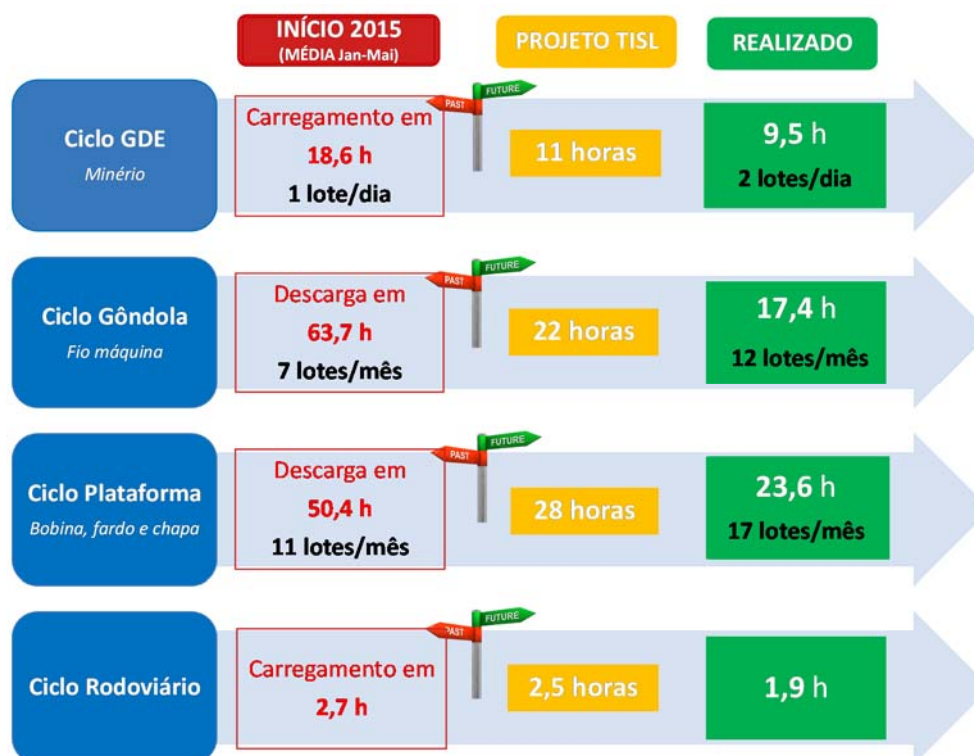 INÍCIO 2015
(MÉDIA Jan-Mai)
PROJETO TISL
REALIZADO
Ciclo GDE
Minério
Carregamento em
18,6 h
1 lote/dia
PAST
FUTURE
11 horas
9,5 h
2 lotes/dia
Ciclo Gôndola
Fio máquina
Descarga em
63,7 h
7 lotes/mês
PAST
FUTURE
22 horas
17,4 h
12 lotes/mês
Ciclo Plataforma
Bobina, fardo e chapa
Descarga em
50,4 h
11 lotes/mês
PAST
FUTURE
28 horas
23,6 h
17 lotes/mês
Ciclo Rodoviário
Carregamento em
2,7 h
PAST
FUTURE
2,5 horas
1,9 h